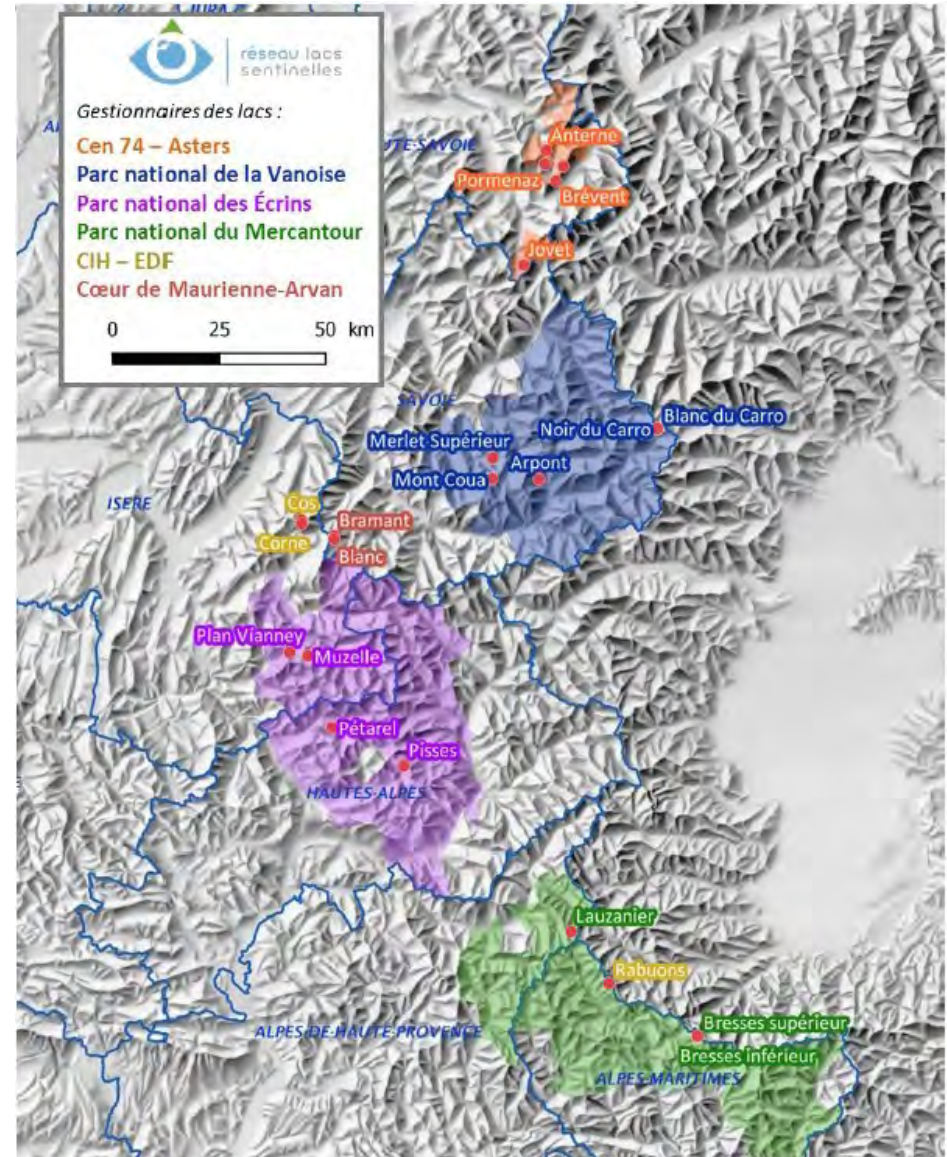 réseau lacs
sentinelles
Gestionnaires des lacs :
Cen 74 – Asters
Parc national de la Vanoise
Parc national des Écrins
Parc national du Mercantour
CIH – EDF
Cœur de Maurienne-Arvan
0 25 50 km
Anterne
Pormenaz
Brévent
Jovet
SAVOIE
Blanc du Carro
Noir du Carro
Merlet Supérieur
Arpont
Mont Coua
ISERE
Cos
Bramant
Corne
Blanc
Plan Vianney
Muzelle
Pétarel
Pisses
HAUTES-ALPES
Lauzanier
Rabuons
Bresses supérieur
ALPES-DE-HAUTE-PROVENCE
Bresses inférieur
ALPES-MARITIMES